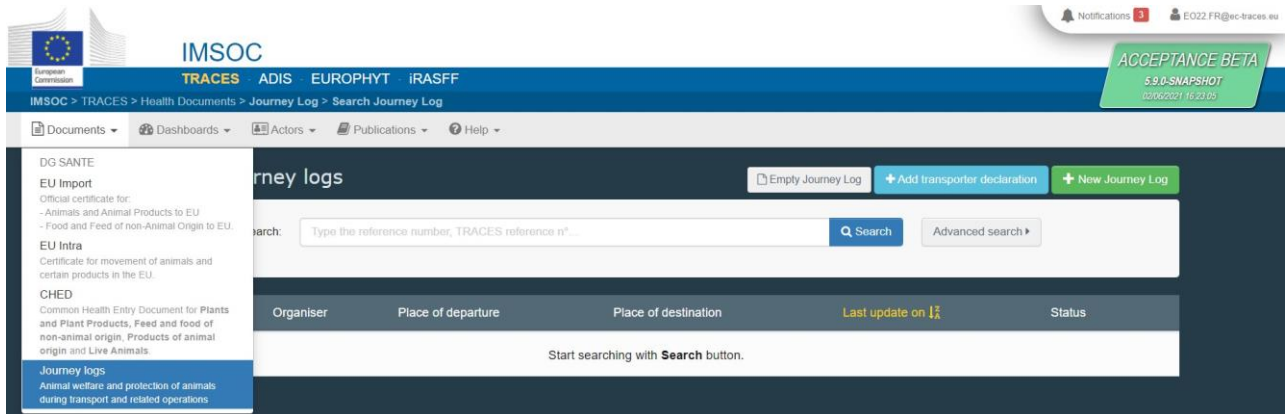 Notifications 3 EO22.FR@ec-traces.eu
European
Commission
IMSOC
TRACES ADIS EUROPHYT iRASFF
ACCEPTANCE BETA
5.9.0-SNAPSHOT
02/06/2021 16:23:05
IMSOC > TRACES > Health Documents > Journey Log > Search Journey Log
Documents Dashboards Actors Publications Help
DG SANTE
EU Import
Official certificate for:
- Animals and Animal Products to EU
- Food and Feed of non-Animal Origin to EU.
EU Intra
Certificate for movement of animals and
certain products in the EU.
CHED
Common Health Entry Document for Plants
and Plant Products, Feed and food of
non-animal origin, Products of animal
origin and Live Animals.
Journey logs
Animal welfare and protection of animals
during transport and related operations
rney logs
Empty Journey Log + Add transporter declaration + New Journey Log
earch: Type the reference number, TRACES reference n°... Search Advanced search
Organiser Place of departure Place of destination Last update on Status
Start searching with Search button.